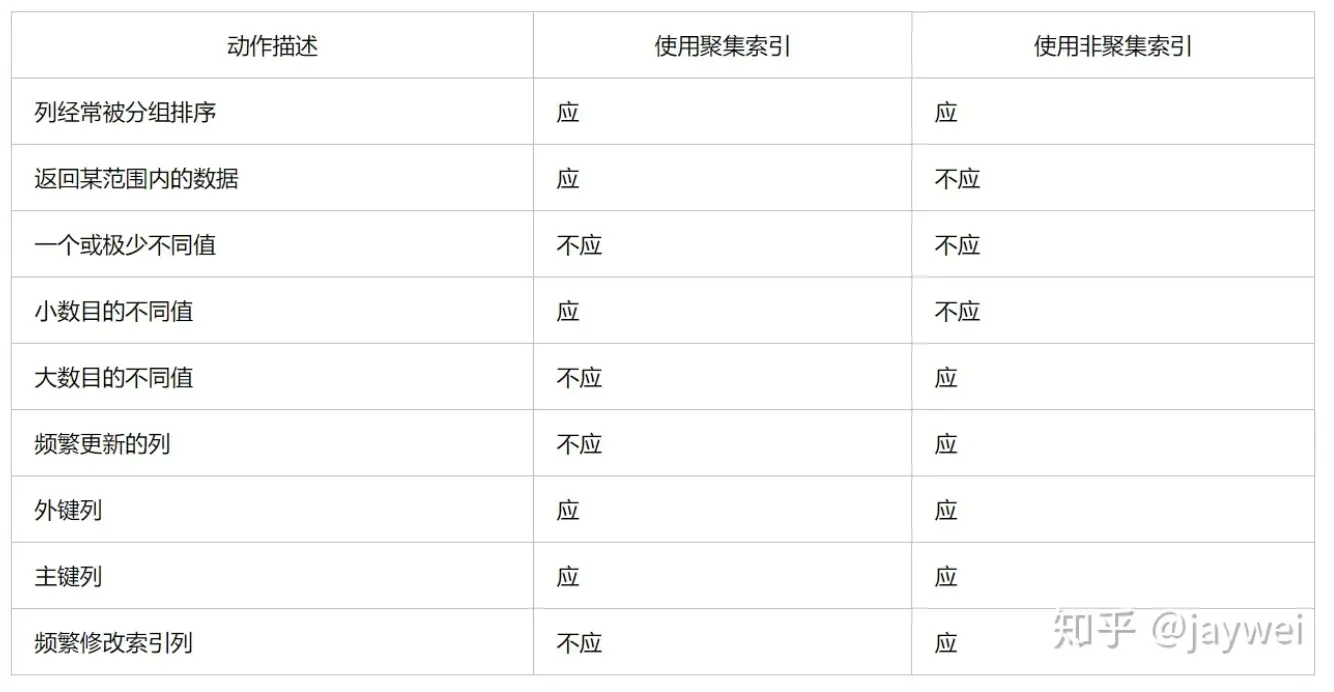 动作描述 使用聚集索引 使用非聚集索引
列经常被分组排序 应 应
返回某范围内的数据 应 不应
一个或极少不同值 不应 不应
小数目的不同值 应 不应
大数目的不同值 不应 应
频繁更新的列 不应 应
外键列 应 应
主键列 应 应
频繁修改索引列 不应 应
知乎 @jaywei